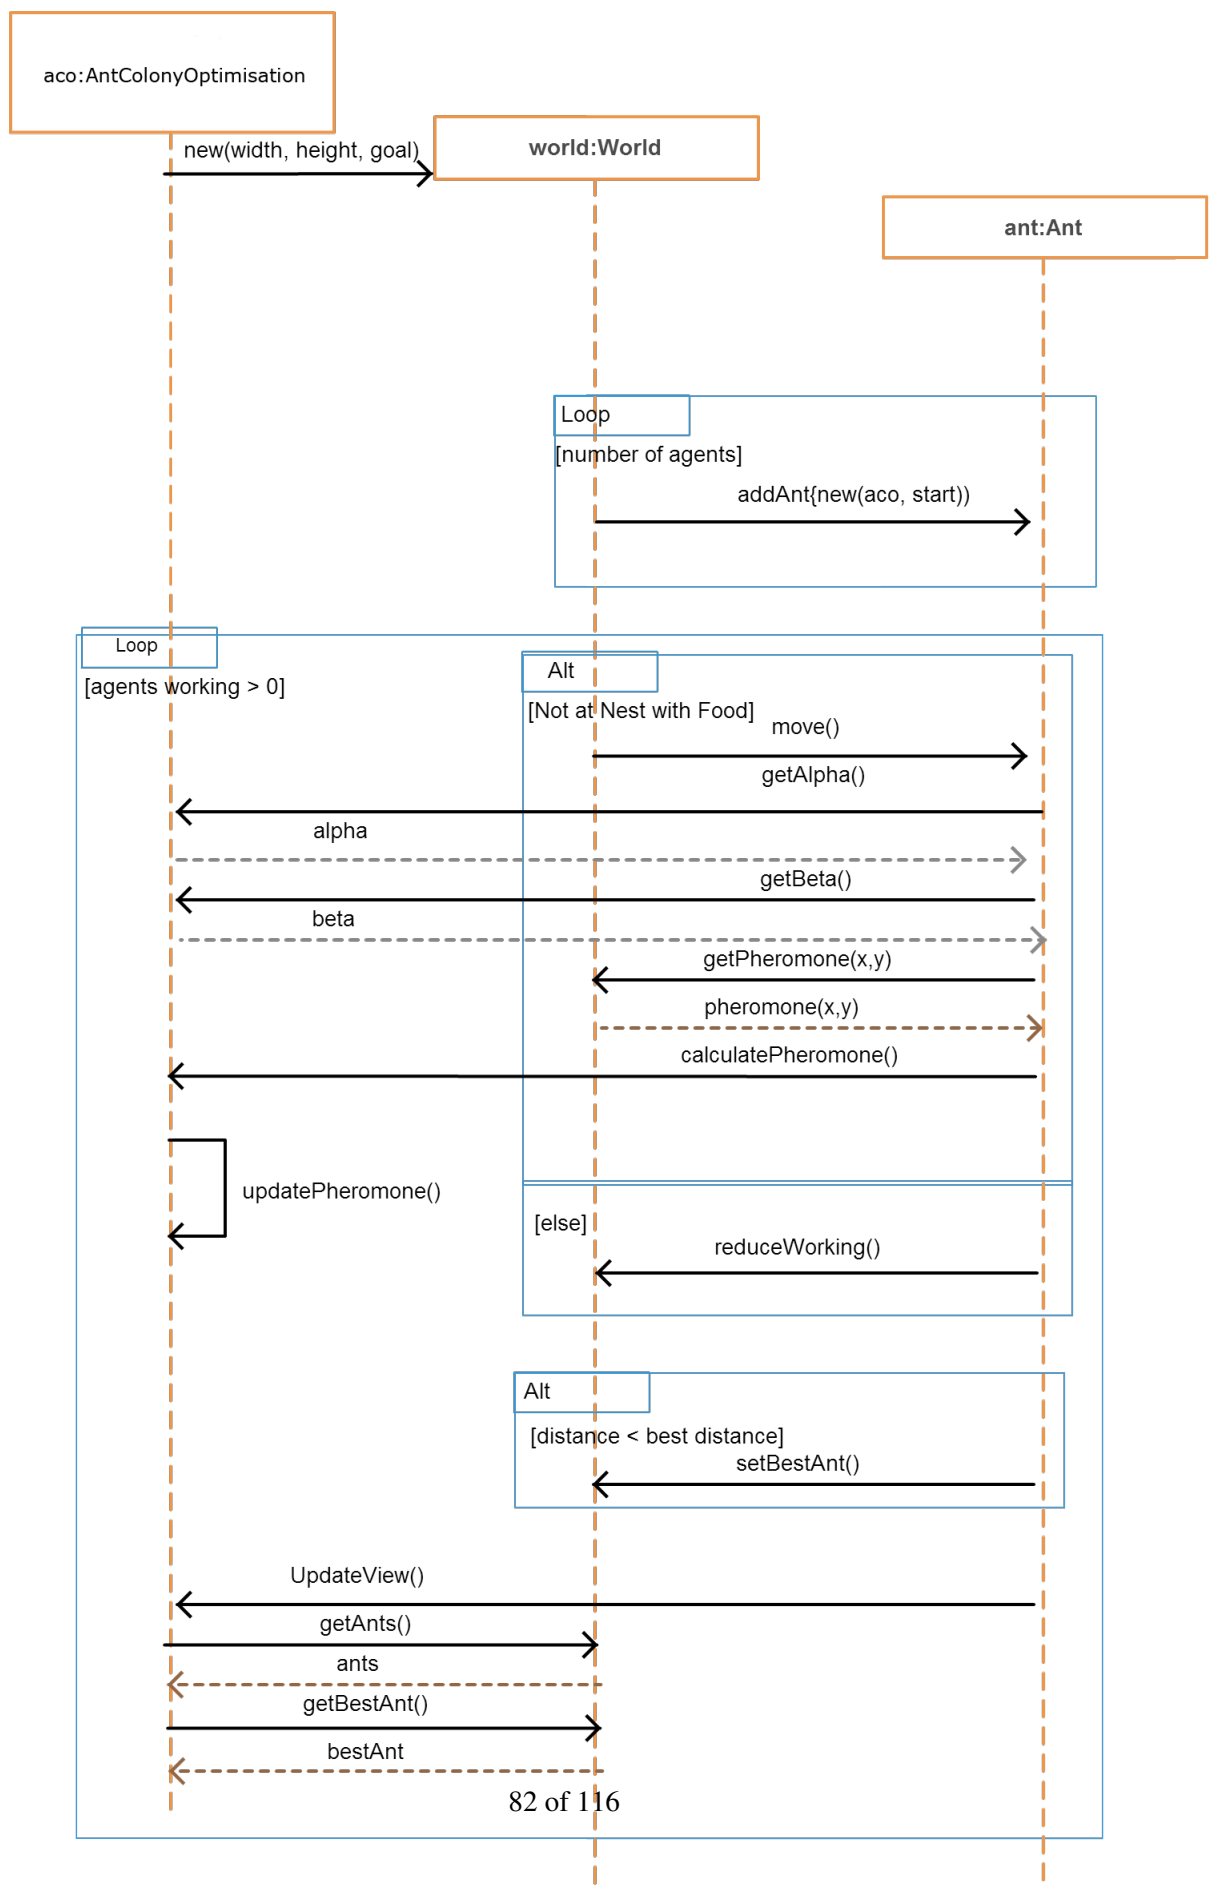 aco:AntColonyOptimisation
new(width, height, goal)
world:World
ant:Ant
Loop
[number of agents]
addAnt{new(aco, start))
Loop
[agents working > 0]
Alt
[Not at Nest with Food]
move()
getAlpha()
alpha
getBeta()
beta
getPheromone(x,y)
pheromone(x,y)
calculatePheromone()
updatePheromone()
[else]
reduceWorking()
Alt
[distance < best distance]
setBestAnt()
UpdateView()
getAnts()
ants
getBestAnt()
bestAnt
82 of 116